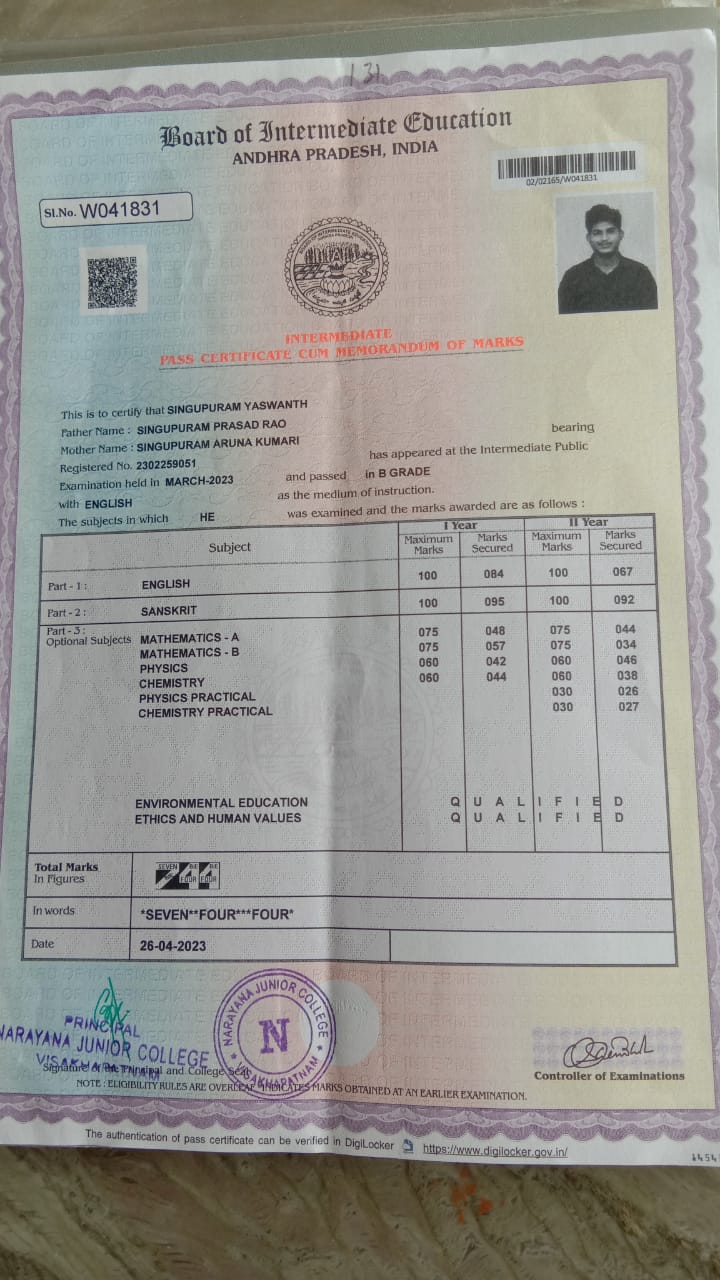 131
Board of Intermediate Education
ANDHRA PRADESH, INDIA
02/02165/W041831
Sl.No. W041831
INTERMEDIATE
PASS CERTIFICATE CUM MEMORANDUM OF MARKS
This is to certify that SINGUPURAM YASWANTH
Father Name : SINGUPURAM PRASAD RAO
Mother Name : SINGUPURAM ARUNA KUMARI bearing
Registered No. 2302259051 has appeared at the Intermediate Public
Examination held in MARCH-2023 and passed in B GRADE
with ENGLISH as the medium of instruction.
The subjects in which HE was examined and the marks awarded are as follows :
Subject I Year II Year
Maximum Marks Marks Secured Maximum Marks Marks Secured
Part - 1 : ENGLISH 100 084 100 067
Part - 2 : SANSKRIT 100 095 100 092
Part - 3 :
Optional Subjects MATHEMATICS - A 075 048 075 044
MATHEMATICS - B 075 057 075 034
PHYSICS 060 042 060 046
CHEMISTRY 060 044 060 038
PHYSICS PRACTICAL 030 026
CHEMISTRY PRACTICAL 030 027
ENVIRONMENTAL EDUCATION Q U A L I F I E D
ETHICS AND HUMAN VALUES Q U A L I F I E D
Total Marks
In Figures 744
In words *SEVEN**FOUR***FOUR*
Date 26-04-2023
PRINCIPAL
NARAYANA JUNIOR COLLEGE
VISAKHAPATNAM
NARAYANA JUNIOR COLLEGE
N
* VISAKHAPATNAM *
Signature of the Principal and College Seal
Controller of Examinations
NOTE : ELIGIBILITY RULES ARE OVERLEAF * INDICATES MARKS OBTAINED AT AN EARLIER EXAMINATION.
The authentication of pass certificate can be verified in DigiLocker https://www.digilocker.gov.in/